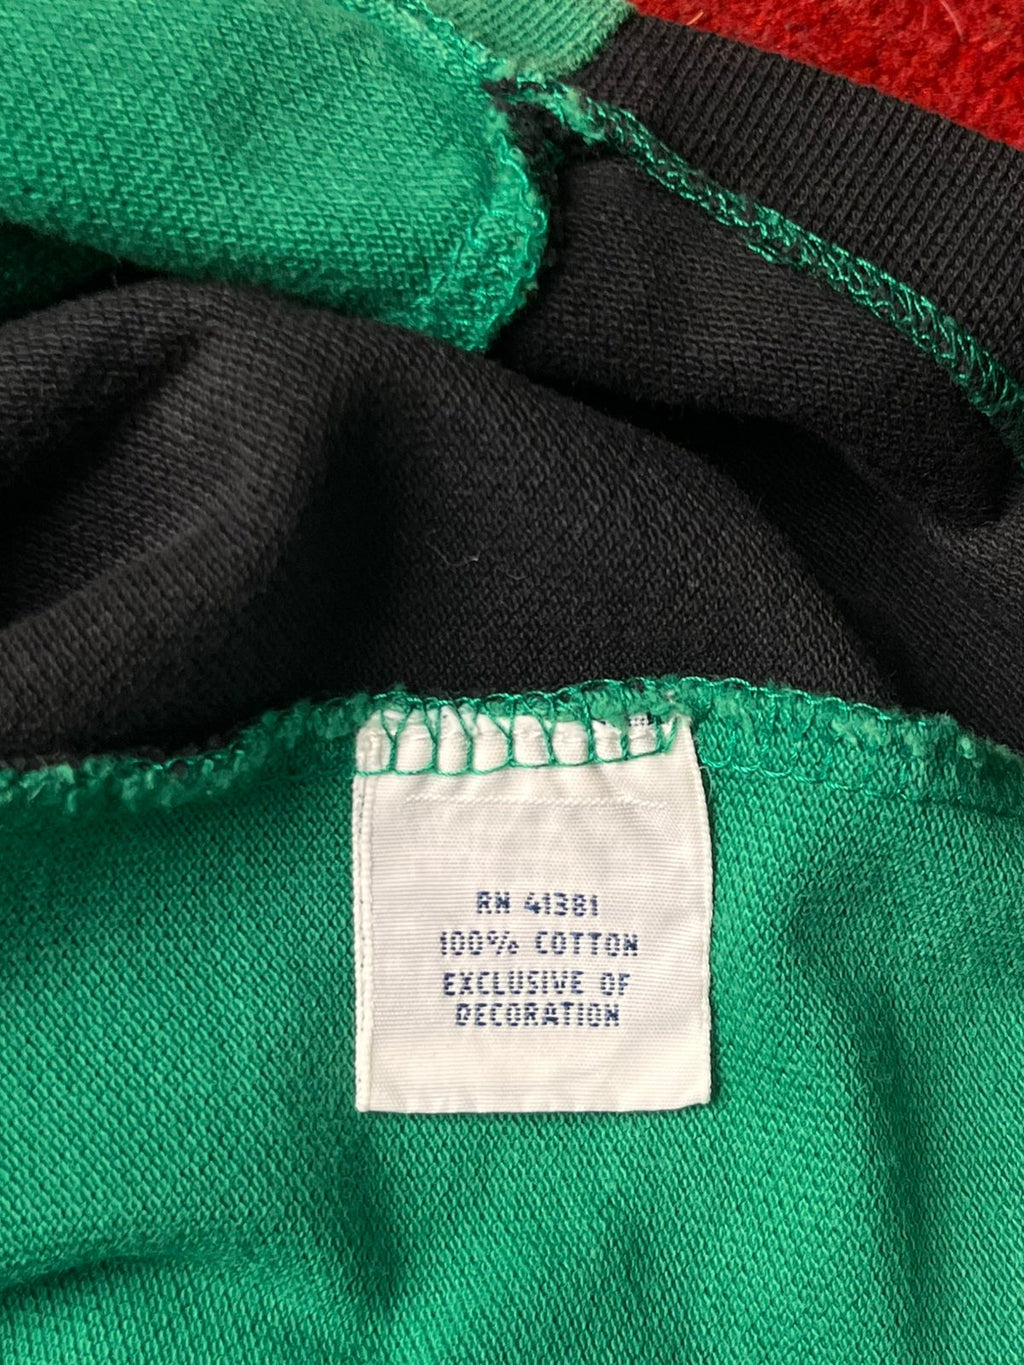 RN 41381
100% COTTON
EXCLUSIVE OF
DECORATION